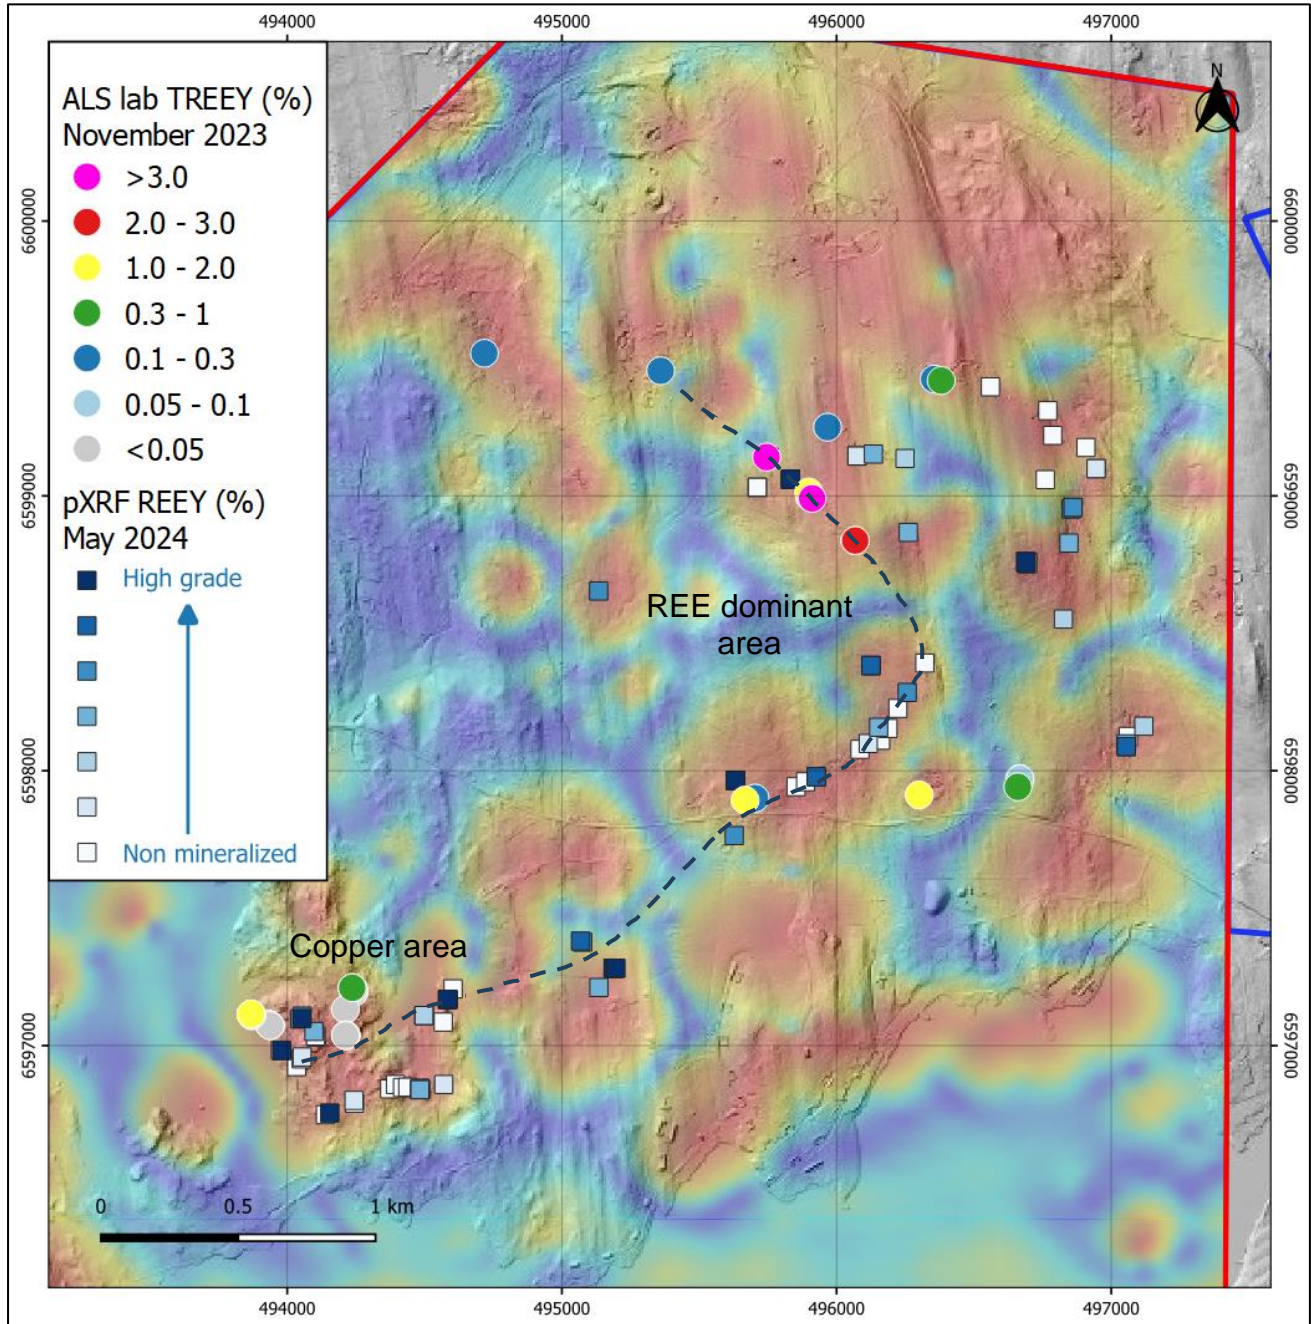 494000 495000 496000 497000
N
ALS lab TREEY (%)
November 2023
>3.0
2.0 - 3.0
1.0 - 2.0
0.3 - 1
0.1 - 0.3
0.05 - 0.1
<0.05
pXRF REEY (%)
May 2024
High grade
Non mineralized
6600000
6599000
6598000
6597000
6600000
6599000
6598000
6597000
REE dominant
area
Copper area
0 0.5 1 km
494000 495000 496000 497000